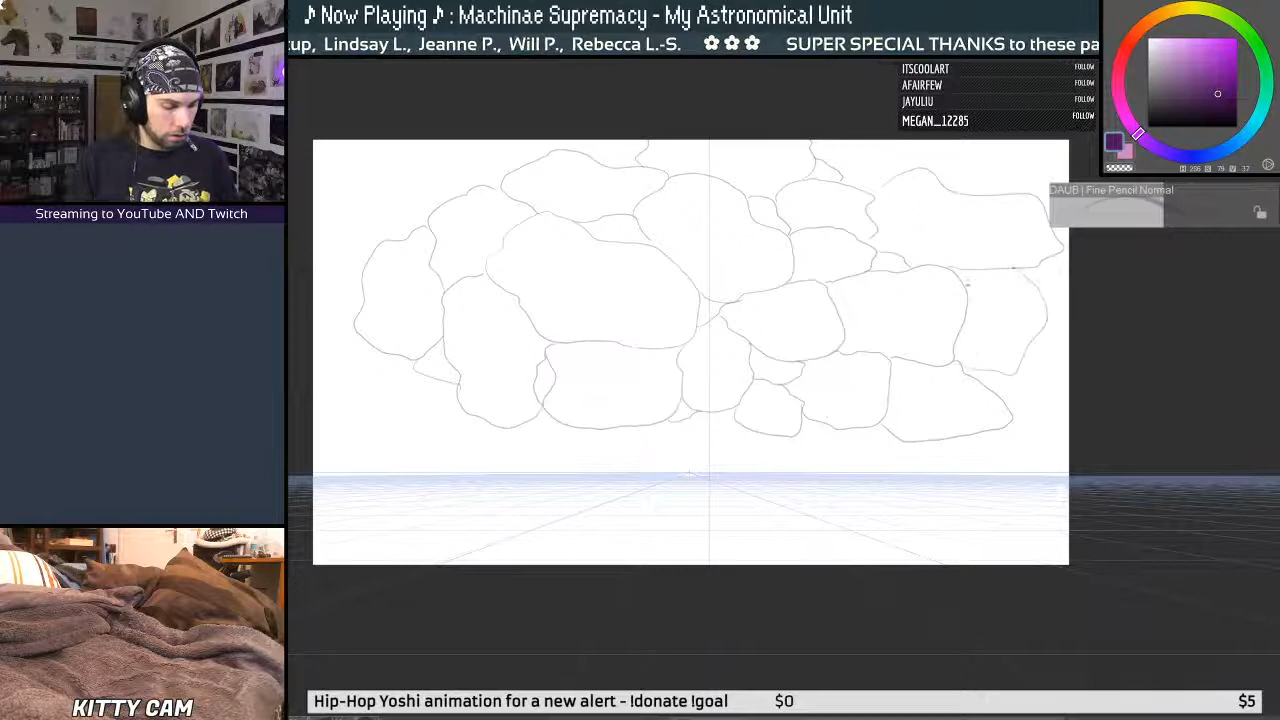 ♪ Now Playing ♪ : Machinae Supremacy - My Astronomical Unit
up, Lindsay L., Jeanne P., Will P., Rebecca L.-S. ✿ ✿ ✿ SUPER SPECIAL THANKS to these pa
ITSCOOLART FOLLOW
AFAIRFEW FOLLOW
JAYULIU FOLLOW
MEGAN_12285 FOLLOW
DAUB | Fine Pencil Normal
Streaming to YouTube AND Twitch
KITTY CAM
Hip-Hop Yoshi animation for a new alert - !donate !goal $0 $5